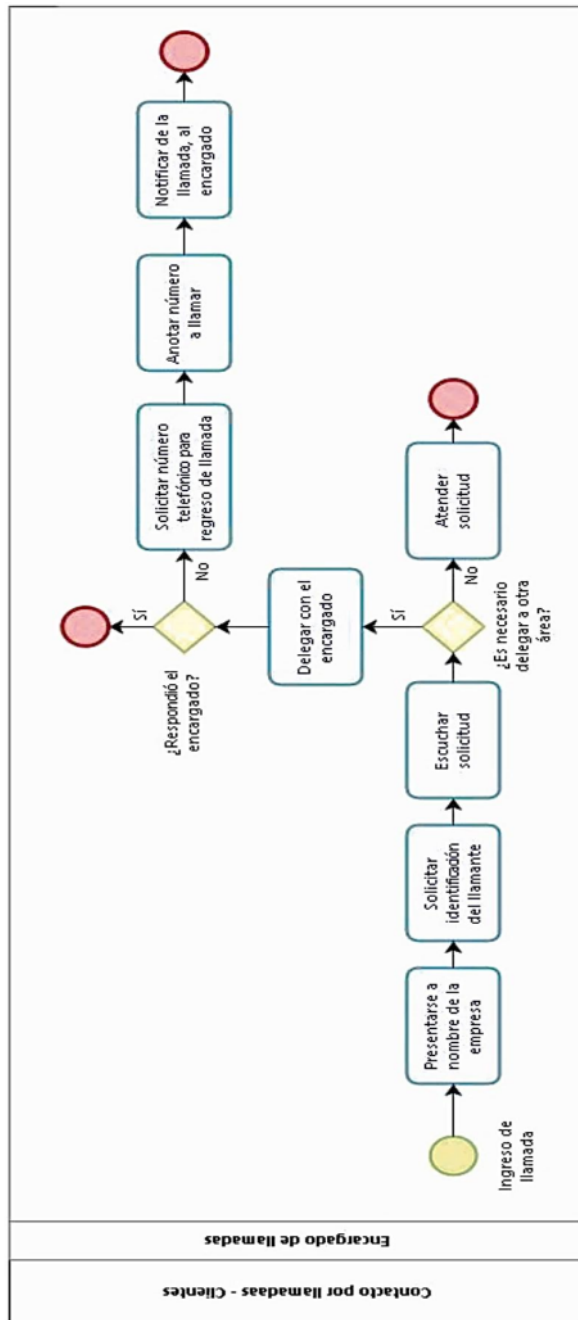 Contacto por llamadaas - Clientes
Encargado de llamadas
Ingreso de
llamada
Presentarse a
nombre de la
empresa
Solicitar
identificación
del llamante
Escuchar
solicitud
¿Es necesario
delegar a otra
área?
No
Atender
solicitud
Sí
Delegar con el
encargado
¿Respondió el
encargado?
Sí
No
Solicitar número
telefónico para
regreso de llamada
Anotar número
a llamar
Notificar de la
llamada, al
encargado